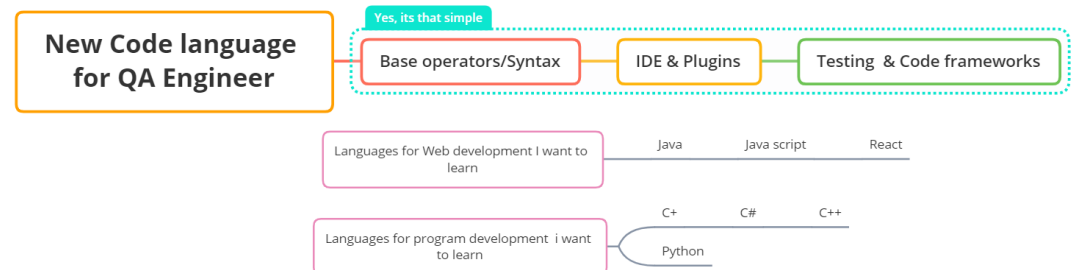 Yes, its that simple
New Code language
for QA Engineer
Base operators/Syntax
IDE & Plugins
Testing  & Code frameworks
Languages for Web development I want to
learn
Java
Java script
React
Languages for program development  i want
to learn
C+
C#
C++
Python